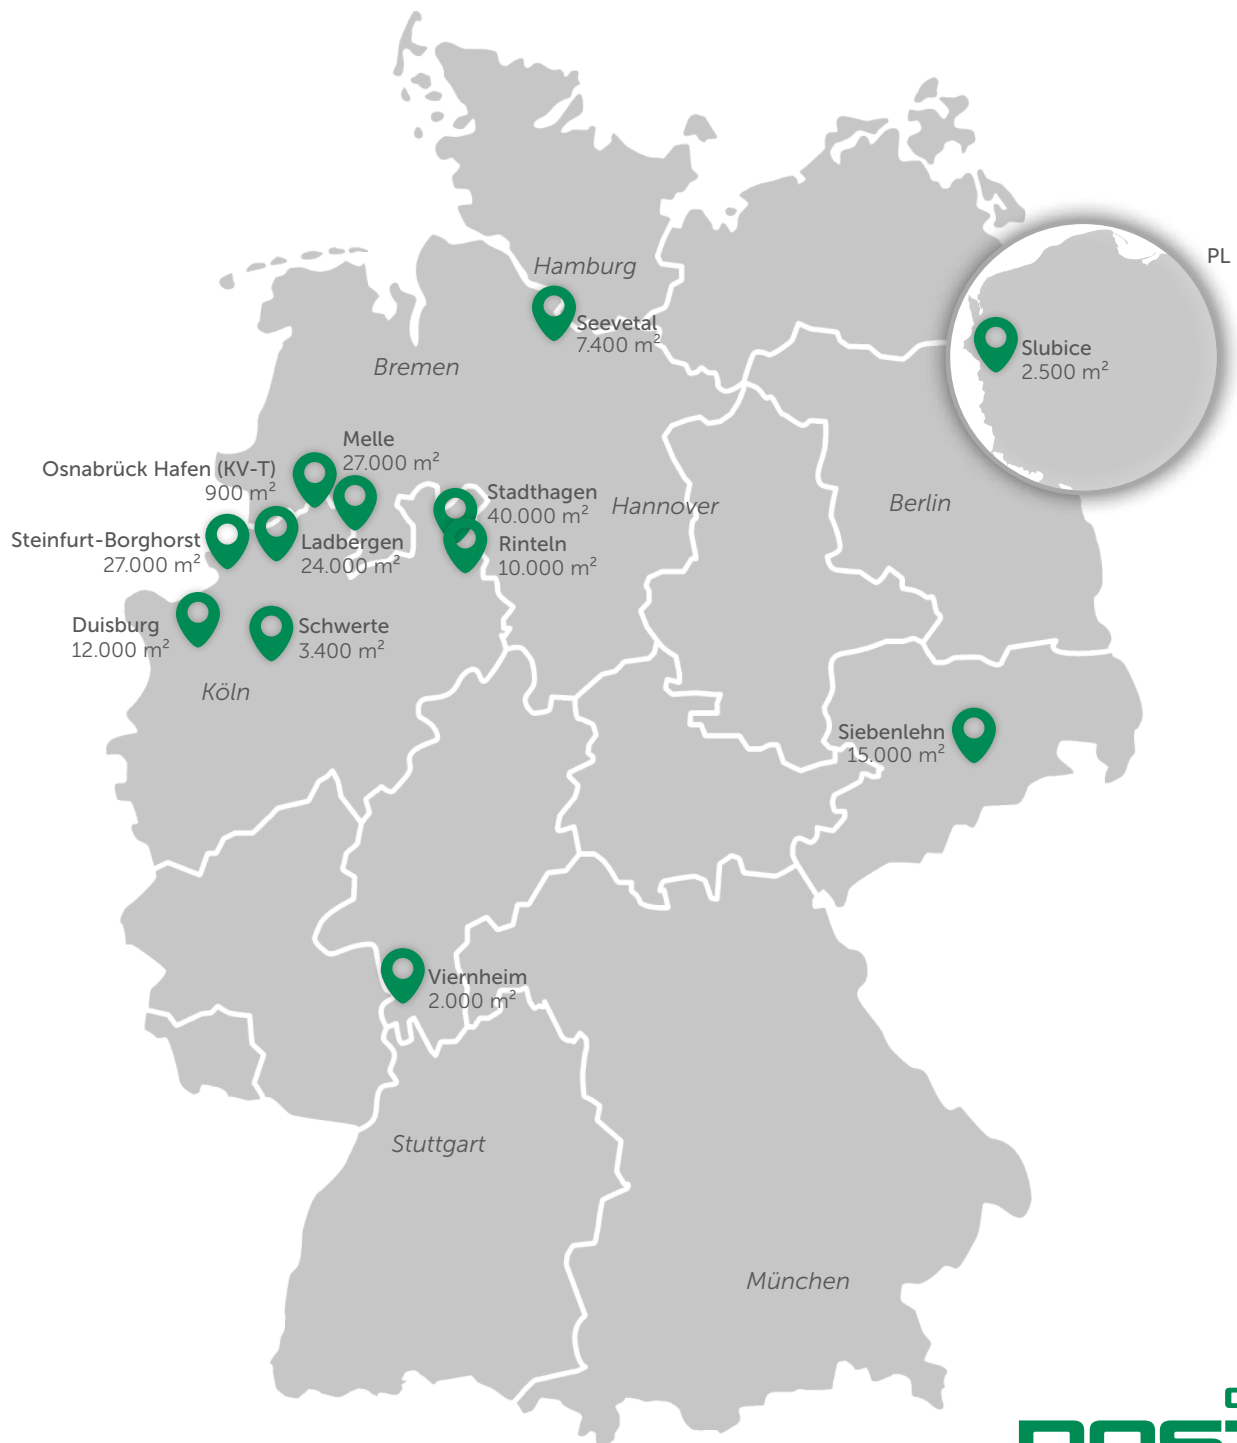 Hamburg
PL
Seevetal
7.400 m²
Slubice
2.500 m²
Bremen
Melle
27.000 m²
Osnabrück Hafen (KV-T)
900 m²
Stadthagen
40.000 m²
Hannover
Berlin
Steinfurt-Borghorst
27.000 m²
Ladbergen
24.000 m²
Rinteln
10.000 m²
Duisburg
12.000 m²
Schwerte
3.400 m²
Köln
Siebenlehn
15.000 m²
Viernheim
2.000 m²
Stuttgart
München